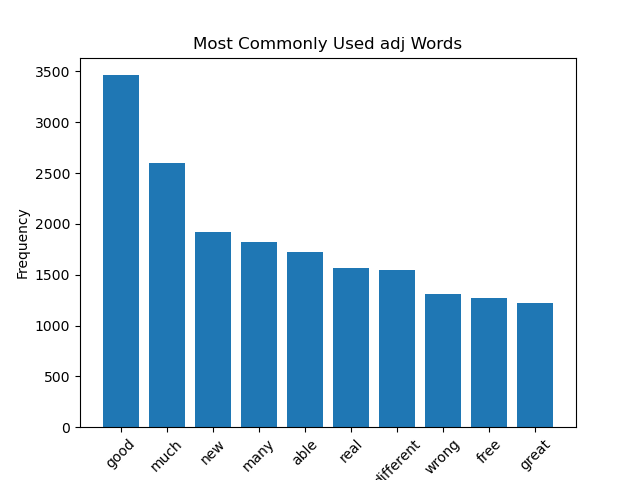 Most Commonly Used adj Words
Frequency
3500
3000
2500
2000
1500
1000
500
0
good
much
new
many
able
real
different
wrong
free
great